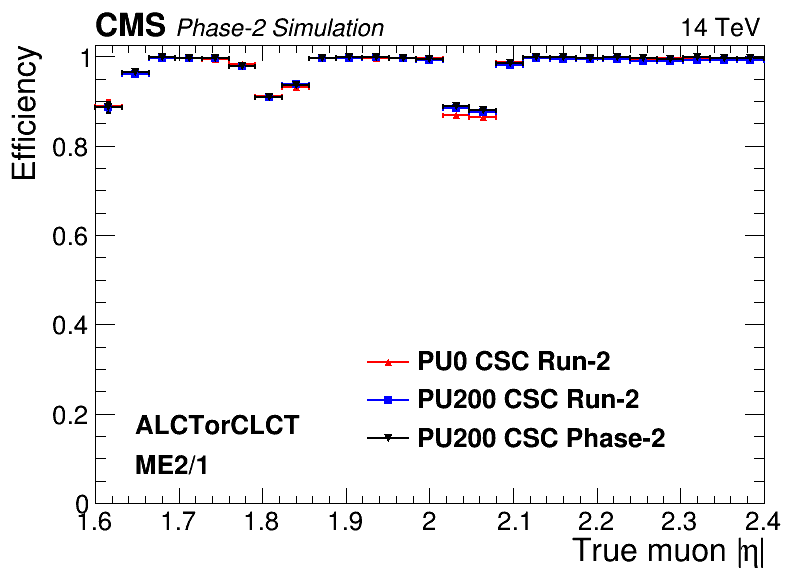 CMS Phase-2 Simulation 14 TeV
Efficiency
1
0.8
0.6
0.4
0.2
0
PU0 CSC Run-2
PU200 CSC Run-2
PU200 CSC Phase-2
ALCTorCLCT
ME2/1
1.6 1.7 1.8 1.9 2 2.1 2.2 2.3 2.4
True muon |η|